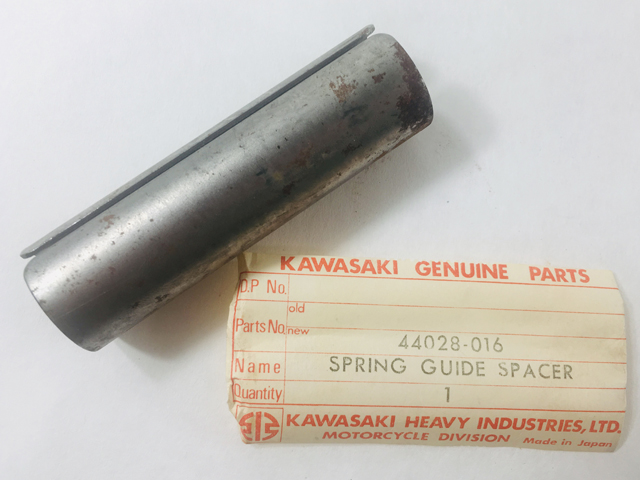 KAWASAKI GENUINE PARTS
D.P No.
old
Parts No. new
44028-016
Name SPRING GUIDE SPACER
Quantity 1
KAWASAKI HEAVY INDUSTRIES, LTD.
MOTORCYCLE DIVISION Made in Japan